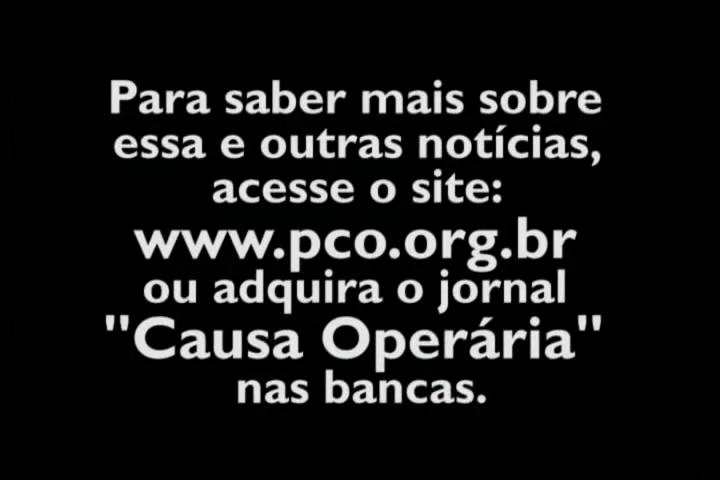 Para saber mais sobre
essa e outras notícias,
acesse o site:
www.pco.org.br
ou adquira o jornal
"Causa Operária"
nas bancas.